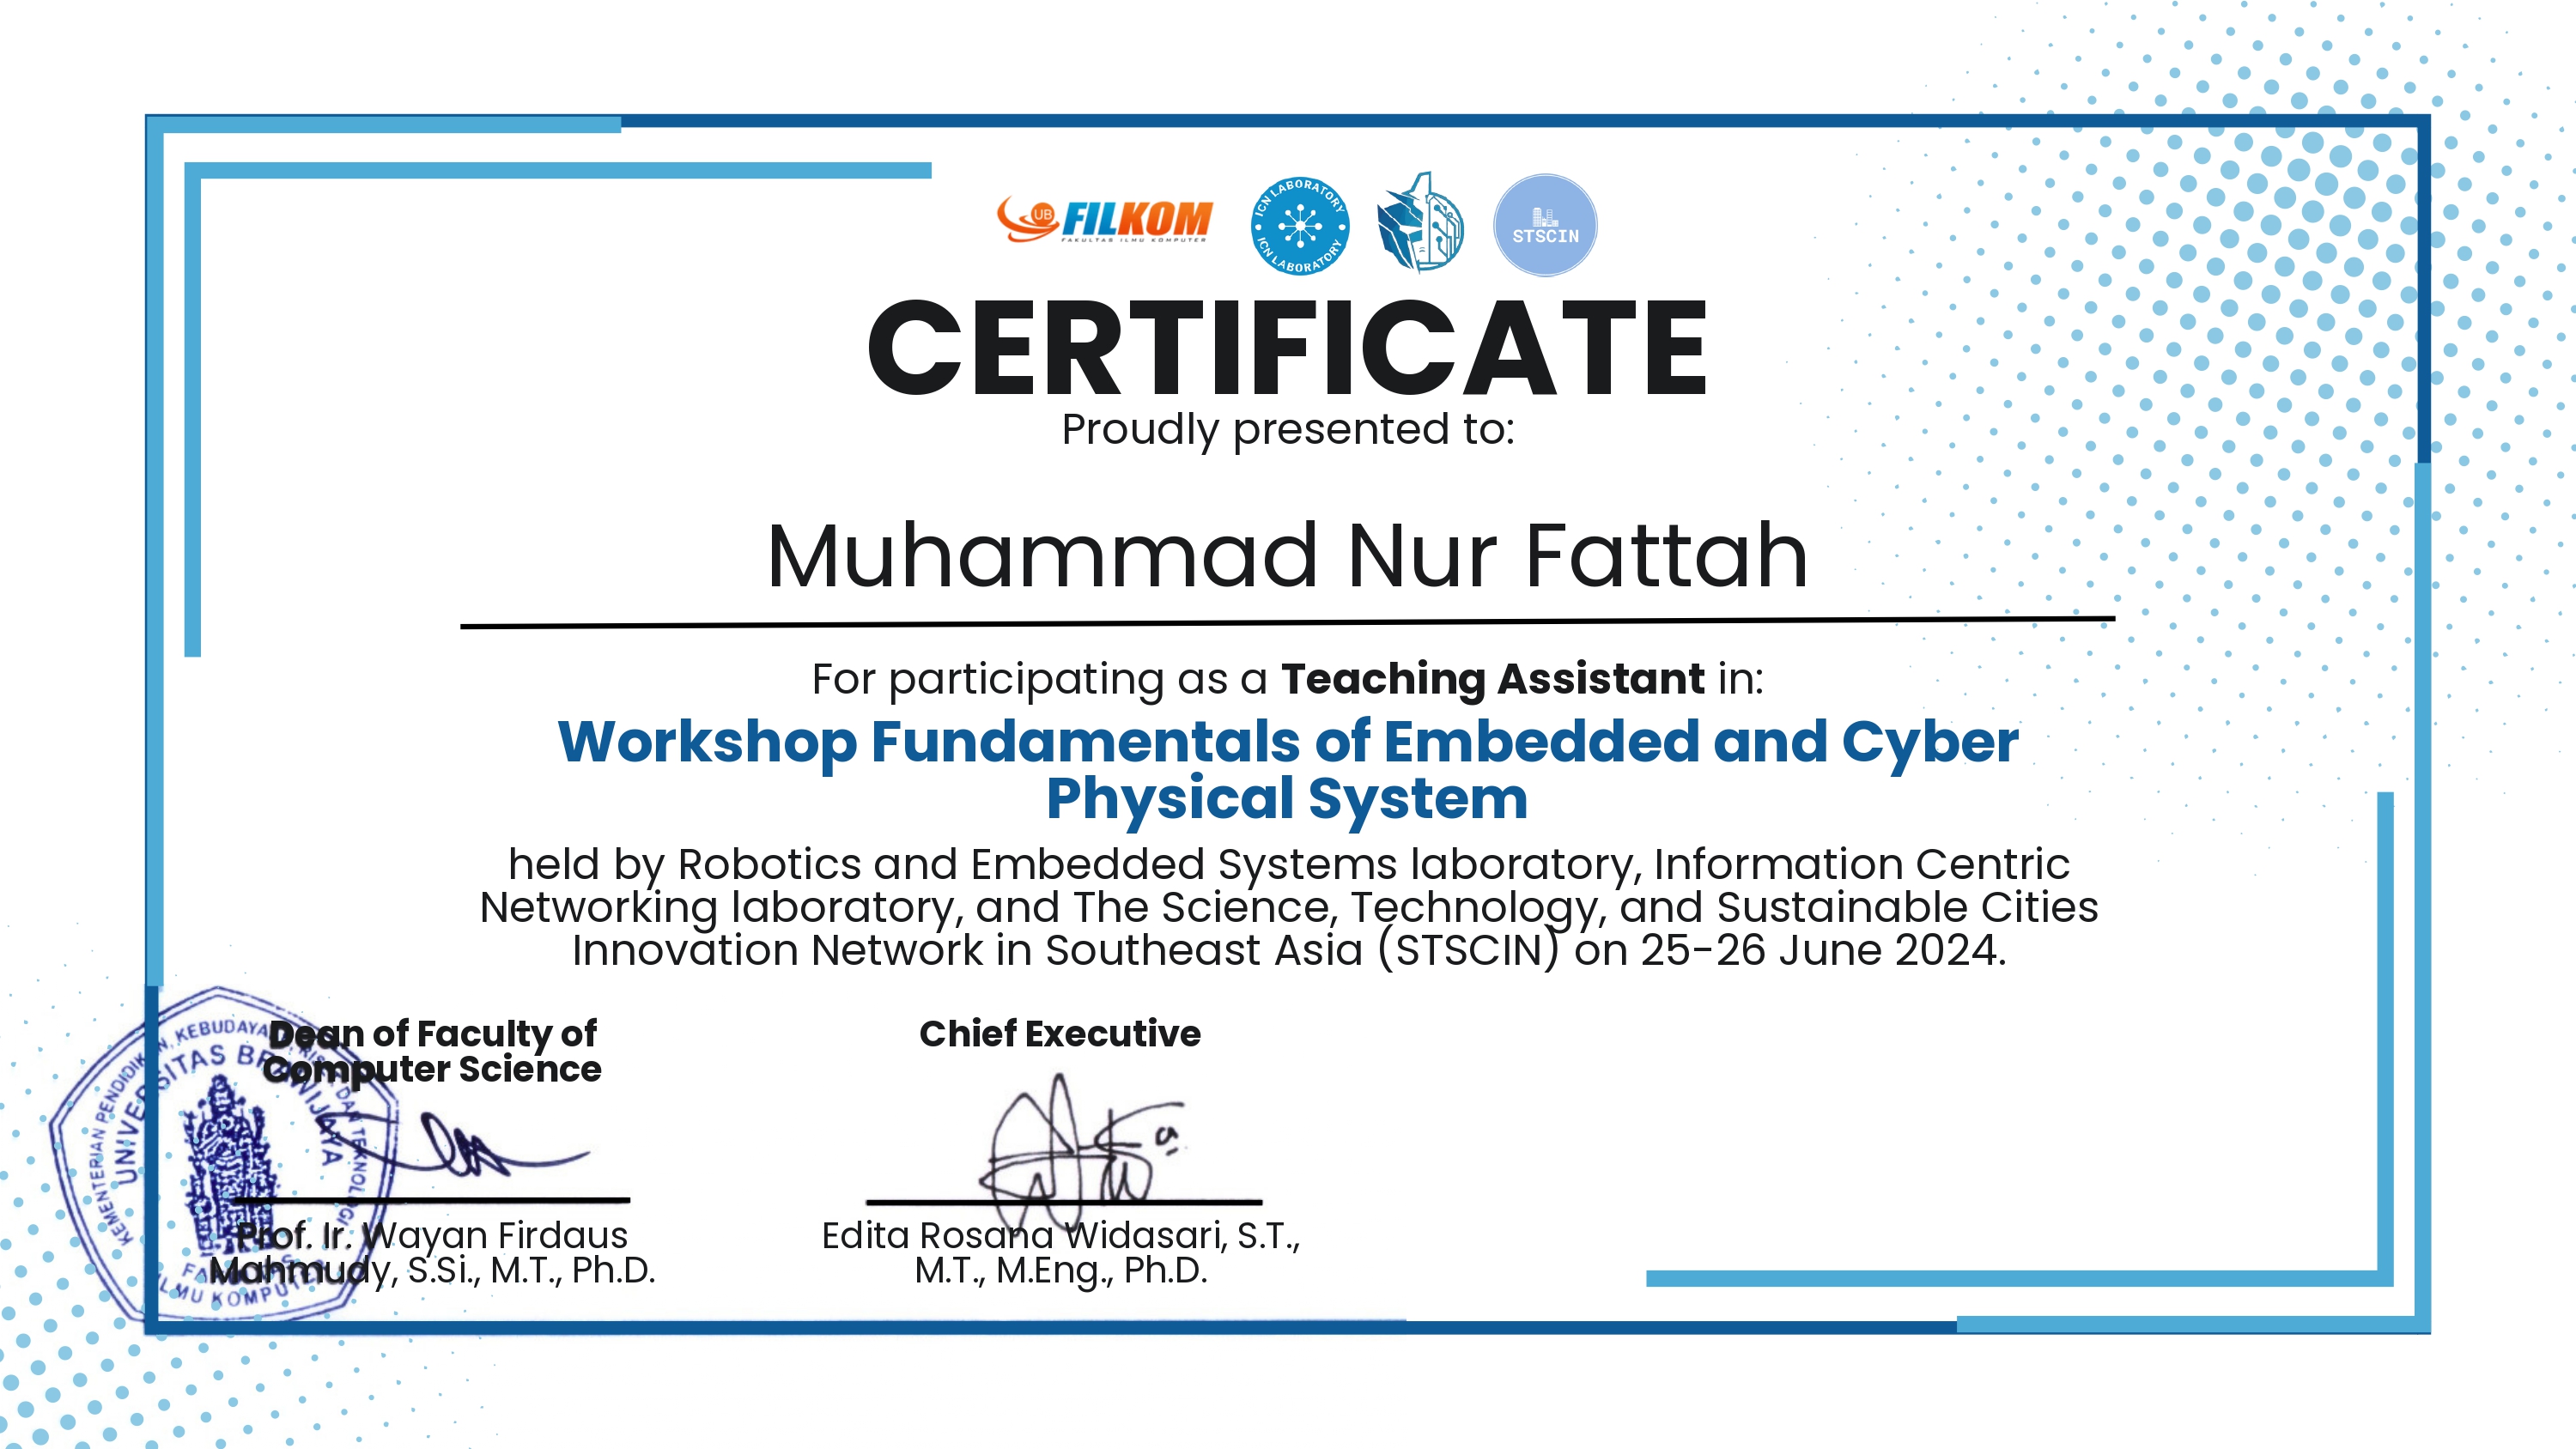 UB FILKOM
FAKULTAS ILMU KOMPUTER
ICN LABORATORY
ICN LABORATORY
STSCIN
CERTIFICATE
Proudly presented to:
Muhammad Nur Fattah
For participating as a Teaching Assistant in:
Workshop Fundamentals of Embedded and Cyber
Physical System
held by Robotics and Embedded Systems laboratory, Information Centric
Networking laboratory, and The Science, Technology, and Sustainable Cities
Innovation Network in Southeast Asia (STSCIN) on 25-26 June 2024.
Dean of Faculty of
Computer Science
KEMENTERIAN PENDIDIKAN, KEBUDAYAAN, RISET, DAN TEKNOLOGI
UNIVERSITAS BRAWIJAYA
FAKULTAS
ILMU KOMPUTER
Prof. Ir. Wayan Firdaus
Mahmudy, S.Si., M.T., Ph.D.
Chief Executive
Edita Rosana Widasari, S.T.,
M.T., M.Eng., Ph.D.